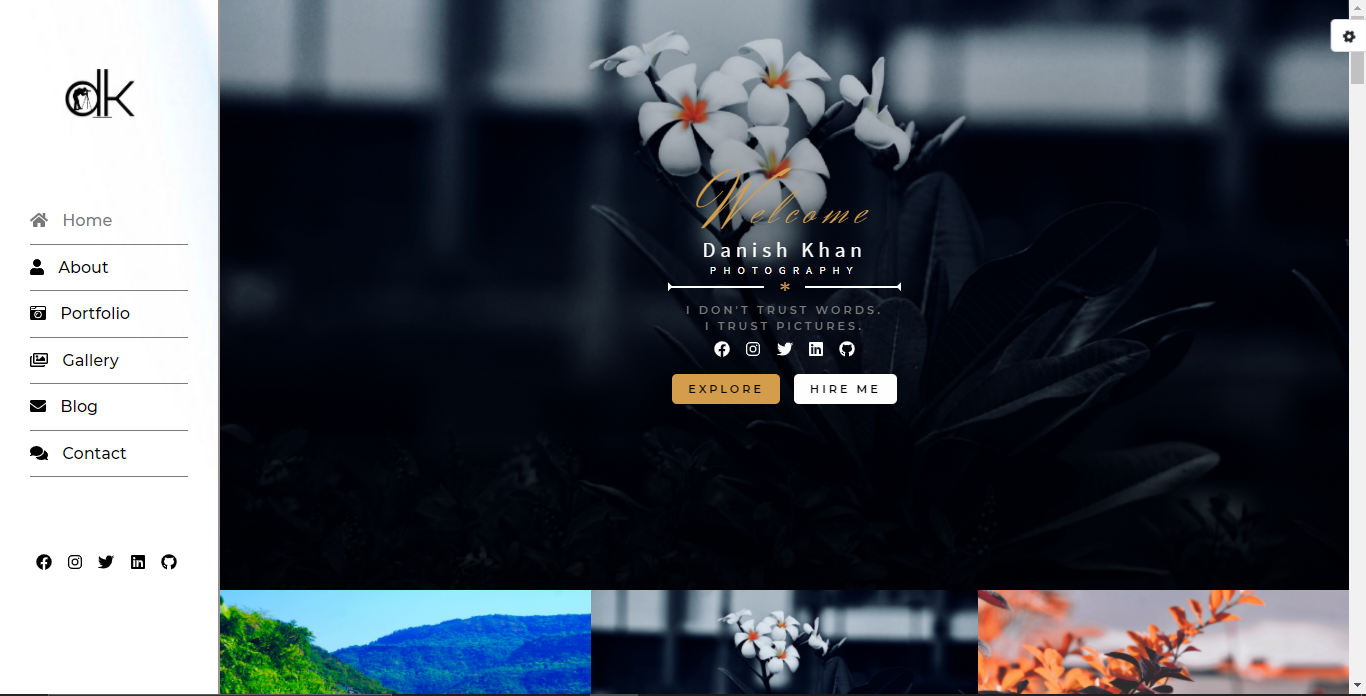 dk
Home
About
Portfolio
Gallery
Blog
Contact
Welcome
Danish Khan
PHOTOGRAPHY
I DON'T TRUST WORDS.
I TRUST PICTURES.
EXPLORE
HIRE ME